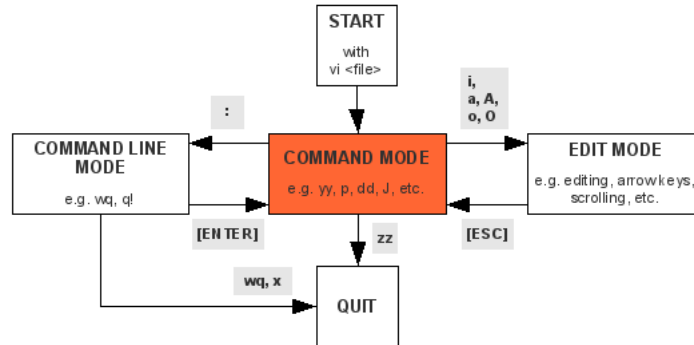 START
with
vi <file>
i,
a, A,
o, O
:
COMMAND LINE
MODE
e.g. wq, q!
COMMAND MODE
e.g. yy, p, dd, J, etc.
EDIT MODE
e.g. editing, arrow keys,
scrolling, etc.
[ENTER]
zz
[ESC]
wq, x
QUIT